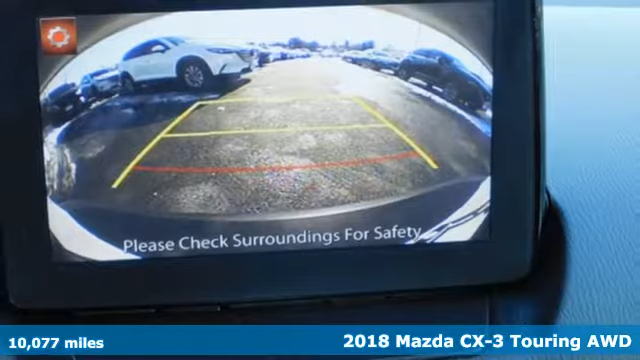 Please Check Surroundings For Safety
10,077 miles
2018 Mazda CX-3 Touring AWD